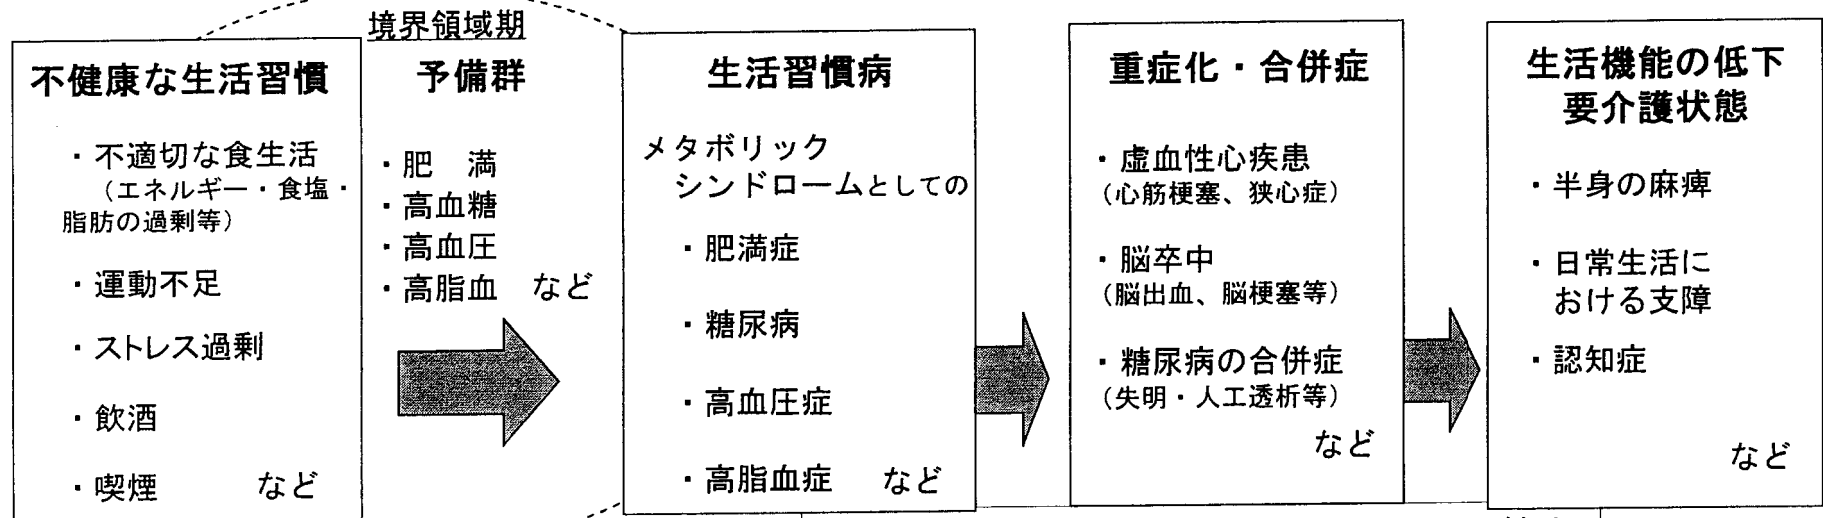 境界領域期
不健康な生活習慣
・不適切な食生活
（エネルギー・食塩・
脂肪の過剰等）
・運動不足
・ストレス過剰
・飲酒
・喫煙　など
予備群
・肥　満
・高血糖
・高血圧
・高脂血　など
生活習慣病
メタボリック
シンドロームとしての
・肥満症
・糖尿病
・高血圧症
・高脂血症　など
重症化・合併症
・虚血性心疾患
（心筋梗塞、狭心症）
・脳卒中
（脳出血、脳梗塞等）
・糖尿病の合併症
（失明・人工透析等）
など
生活機能の低下
要介護状態
・半身の麻痺
・日常生活に
おける支障
・認知症
など